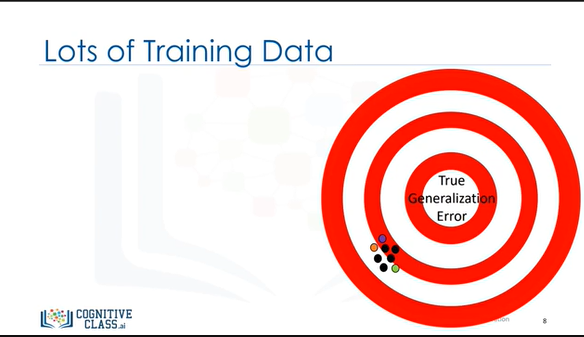 Lots of Training Data
True
Generalization
Error
COGNITIVE
CLASS.ai
8